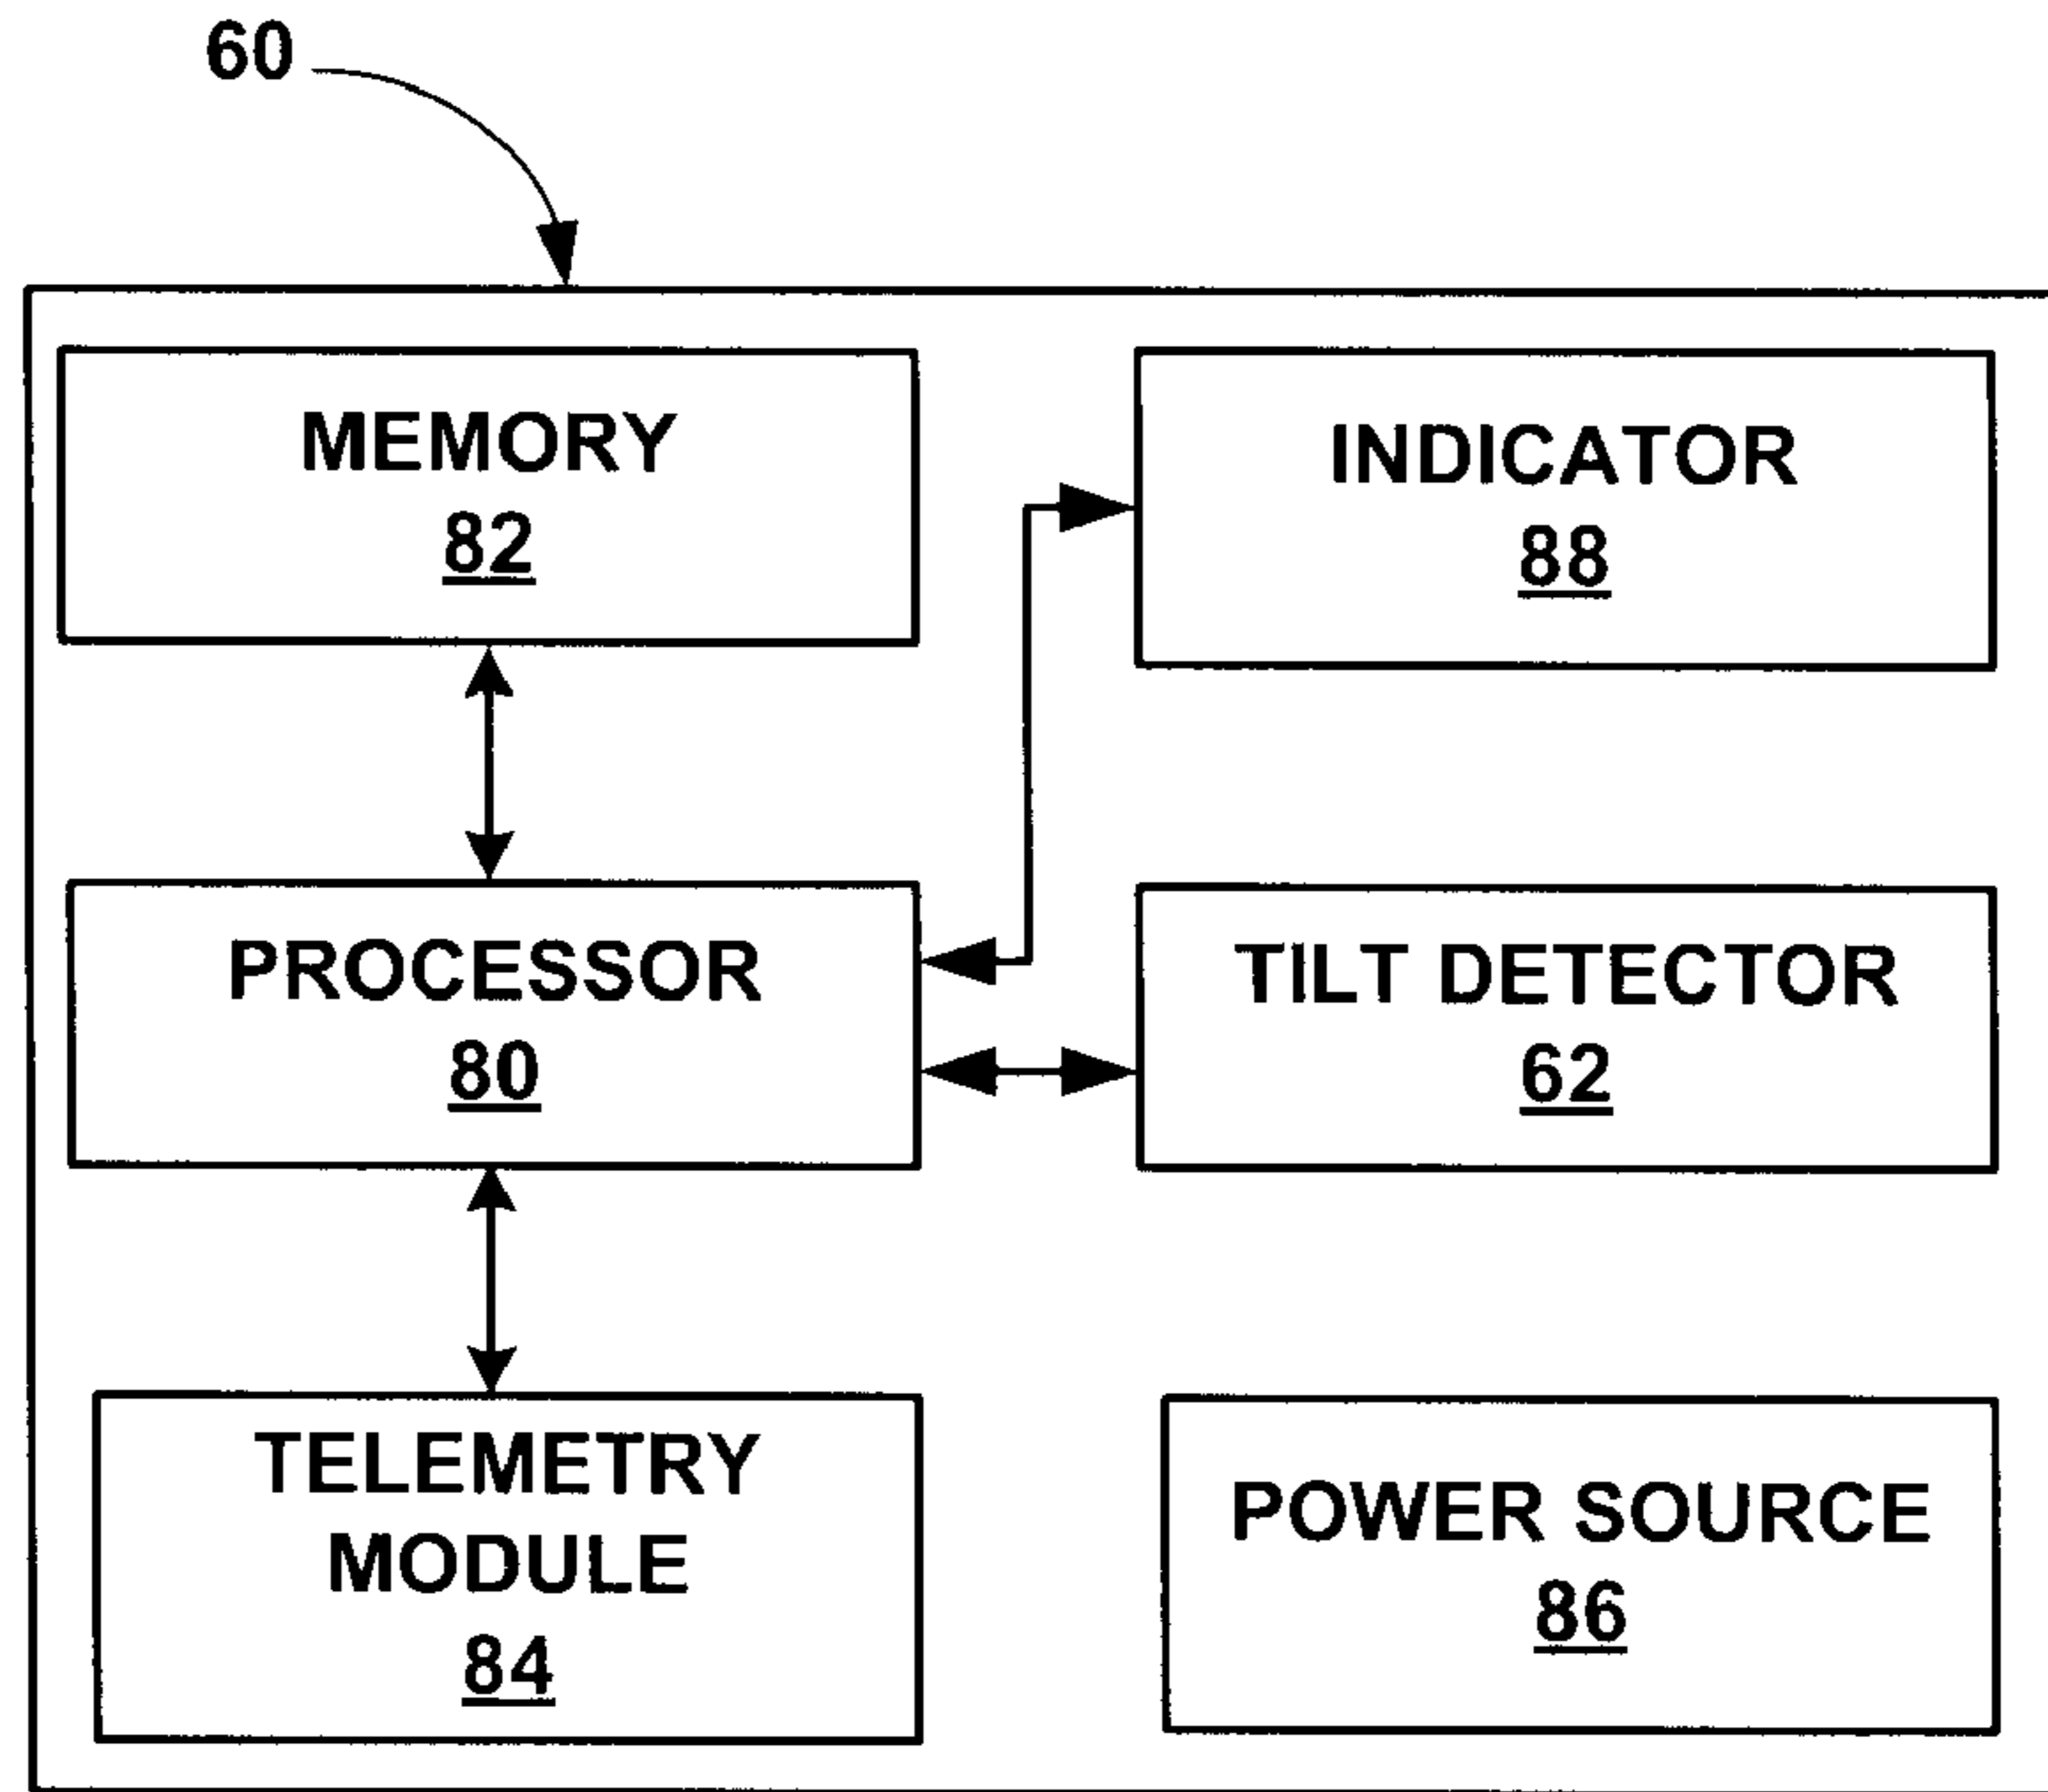 60
MEMORY
82
INDICATOR
88
PROCESSOR
80
TILT DETECTOR
62
TELEMETRY
MODULE
84
POWER SOURCE
86